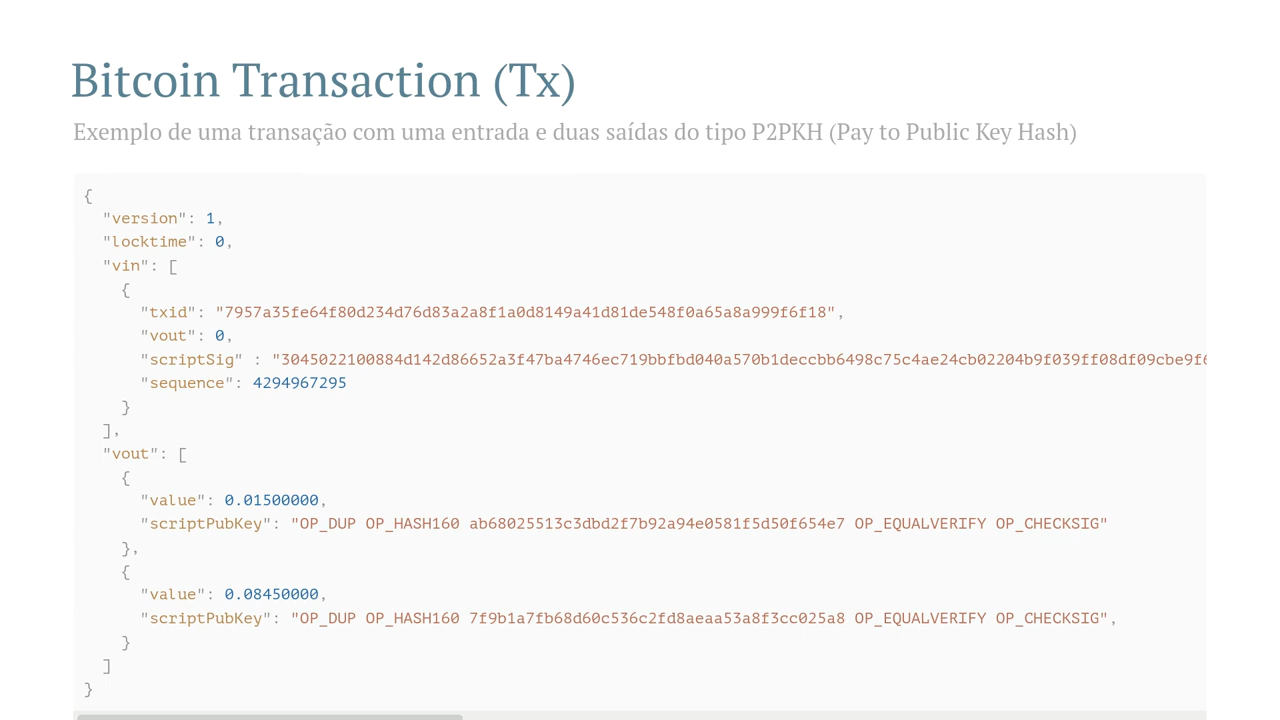 Bitcoin Transaction (Tx)
Exemplo de uma transação com uma entrada e duas saídas do tipo P2PKH (Pay to Public Key Hash)
{
"version": 1,
"locktime": 0,
"vin": [
{
"txid": "7957a35fe64f80d234d76d83a2a8f1a0d8149a41d81de548f0a65a8a999f6f18",
"vout": 0,
"scriptSig" : "3045022100884d142d86652a3f47ba4746ec719bbfbd040a570b1deccbb6498c75c4ae24cb02204b9f039ff08df09cbe9f6
"sequence": 4294967295
}
],
"vout": [
{
"value": 0.01500000,
"scriptPubKey": "OP_DUP OP_HASH160 ab68025513c3dbd2f7b92a94e0581f5d50f654e7 OP_EQUALVERIFY OP_CHECKSIG"
},
{
"value": 0.08450000,
"scriptPubKey": "OP_DUP OP_HASH160 7f9b1a7fb68d60c536c2fd8aeaa53a8f3cc025a8 OP_EQUALVERIFY OP_CHECKSIG",
}
]
}